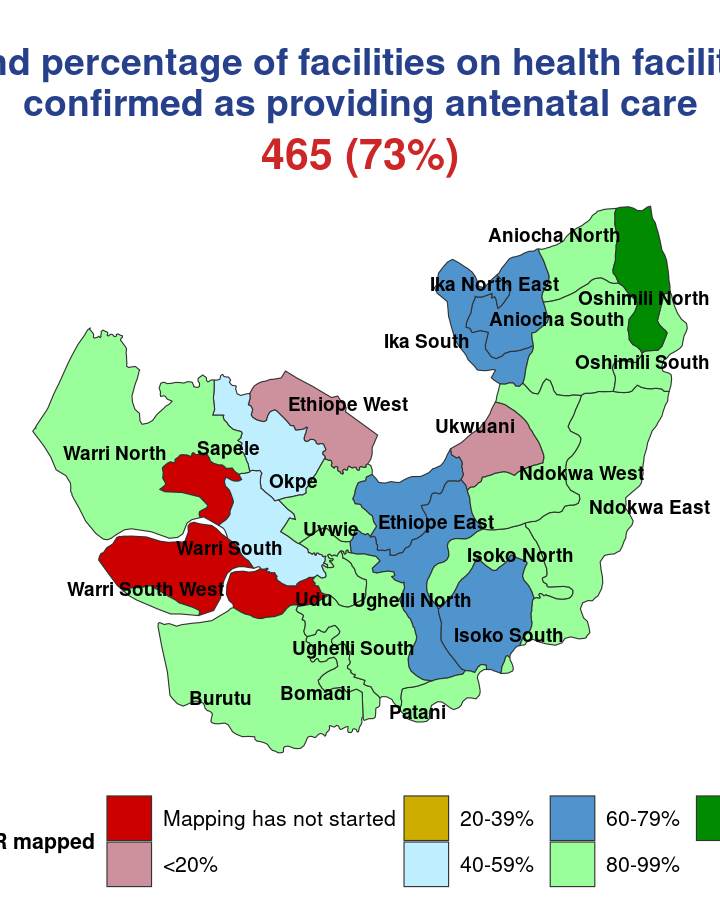 percentage of facilities on health
confirmed as providing antenatal care
465 (73%)
Aniocha North
Ika North East
Oshimili North
Aniocha South
Ika South
Oshimili South
Ethiope West
Ukwuani
Sapele
Warri North
Ndokwa West
Okpe
Ndokwa East
Ethiope East
Uvwie
Warri South
Isoko North
Warri South West
Udu
Ughelli North
Isoko South
Ughelli South
Bomadi
Burutu
Patani
mapped
Mapping has not started
20-39%
60-79%
<20%
40-59%
80-99%